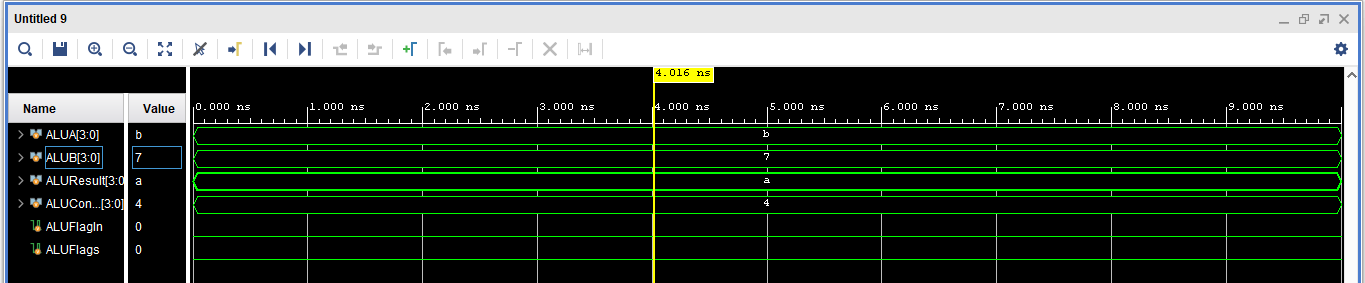 Untitled 9
4.016 ns
Name Value 0.000 ns 1.000 ns 2.000 ns 3.000 ns 4.000 ns 5.000 ns 6.000 ns 7.000 ns 8.000 ns 9.000 ns
ALUA[3:0] b b
ALUB[3:0] 7 7
ALUResult[3:0 a a
ALUCon...[3:0] 4 4
ALUFlagIn 0
ALUFlags 0